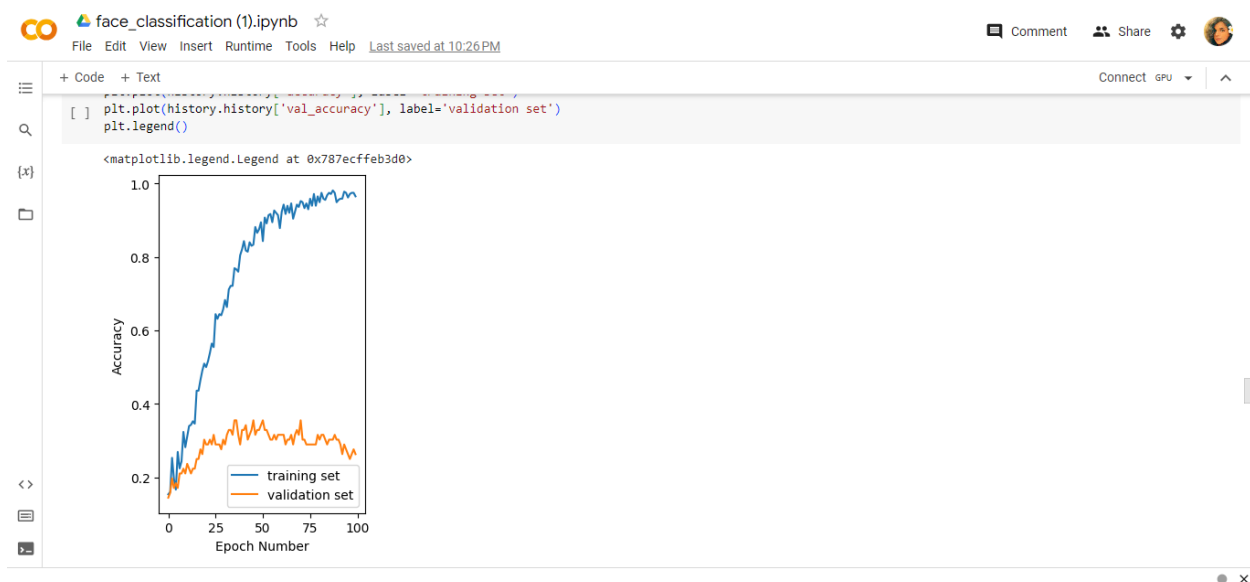 face_classification (1).ipynb
Comment
Share
File Edit View Insert Runtime Tools Help Last saved at 10:26 PM
+ Code + Text
Connect GPU
plt.plot(history.history['val_accuracy'], label='validation set')
[ ]
plt.legend()
<matplotlib.legend.Legend at 0x787ecffeb3d0>
{x}
1.0
0.8
0.6
0.4
0.2
Accuracy
training set
validation set
0 25 50 75 100
Epoch Number